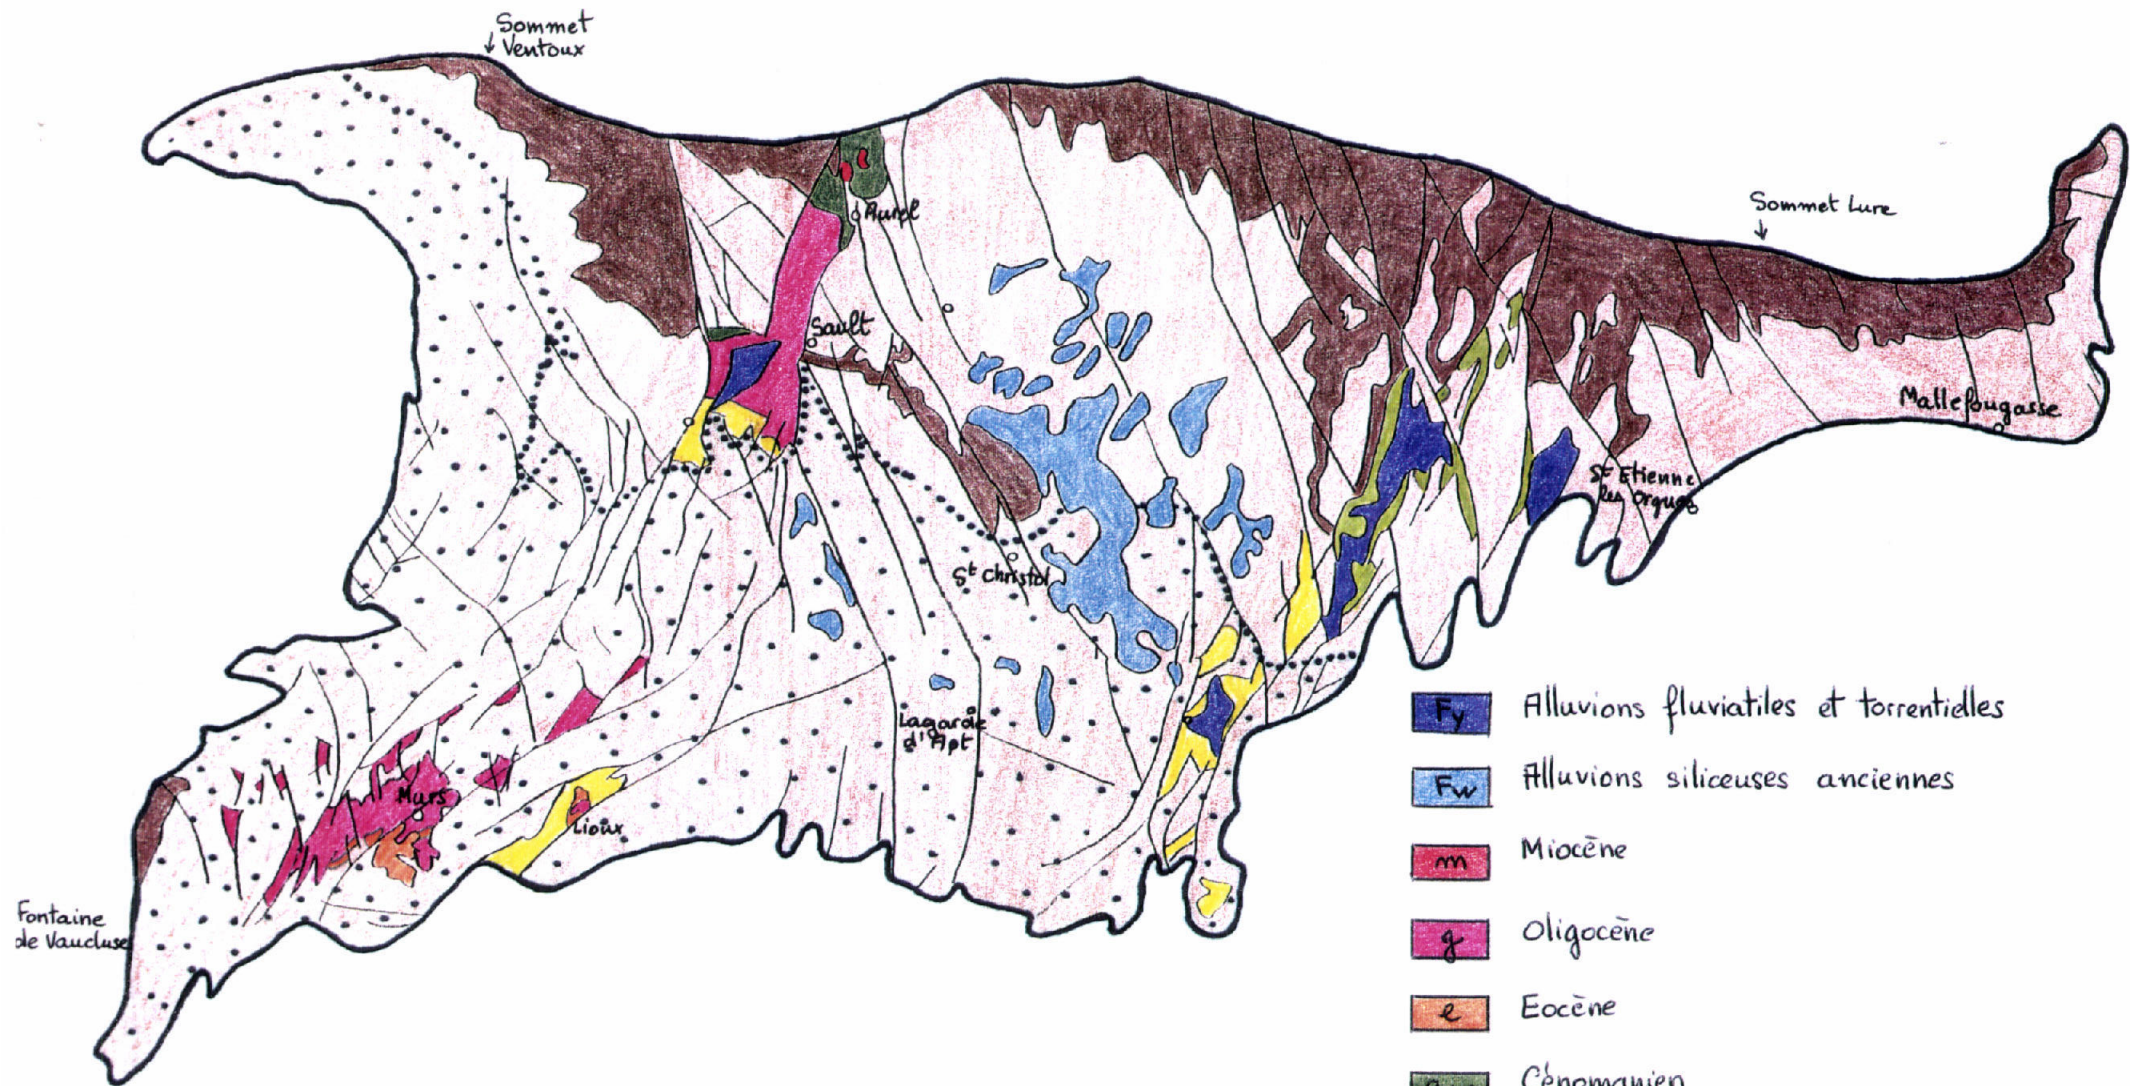 Sommet
Ventoux
Aurel
Sommet Lure
Sault
Mallefougasse
St Etienne
les Orgues
St Christol
Lagarde
d'Apt
Murs
Lioux
Fontaine
de Vaucluse
Fy Alluvions fluviatiles et torrentielles
Fw Alluvions siliceuses anciennes
m Miocène
g Oligocène
e Eocène
Cénomanien